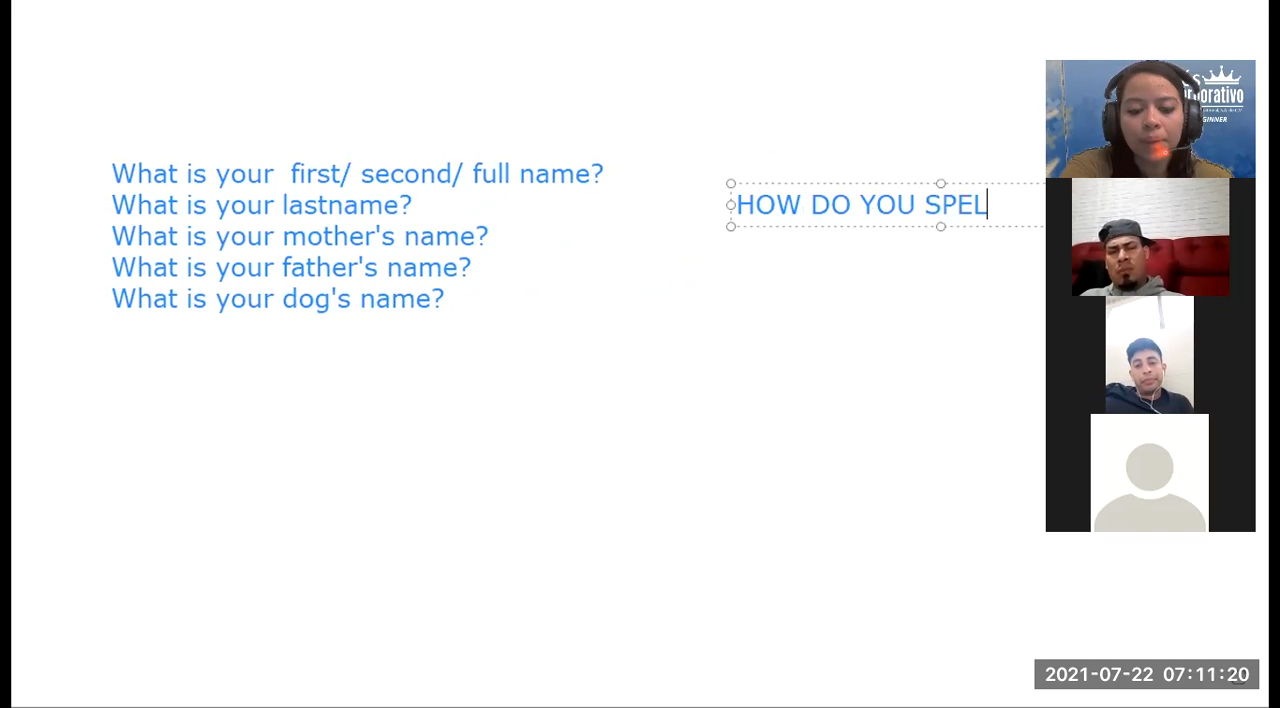 What is your  first/ second/ full name?
What is your lastname?
What is your mother's name?
What is your father's name?
What is your dog's name?
HOW DO YOU SPEL
GINNER
2021-07-22 07:11:20